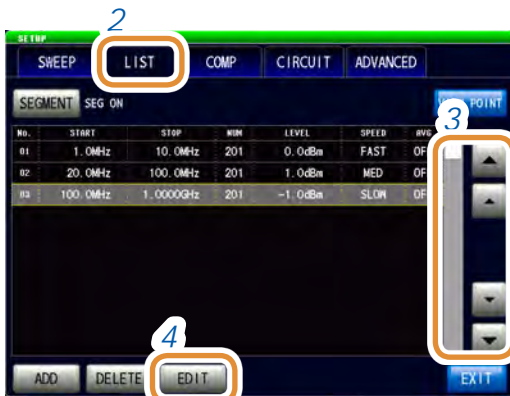 2
SETUP
SWEEP LIST COMP CIRCUIT ADVANCED
SEGMENT SEG ON POINT
3
No. START STOP NUM LEVEL SPEED AVG
01 1.0MHz 10.0MHz 201 0.0dBm FAST OF
02 20.0MHz 100.0MHz 201 1.0dBm MED OF
03 100.0MHz 1.0000GHz 201 -1.0dBm SLOW OF
4
ADD DELETE EDIT EXIT